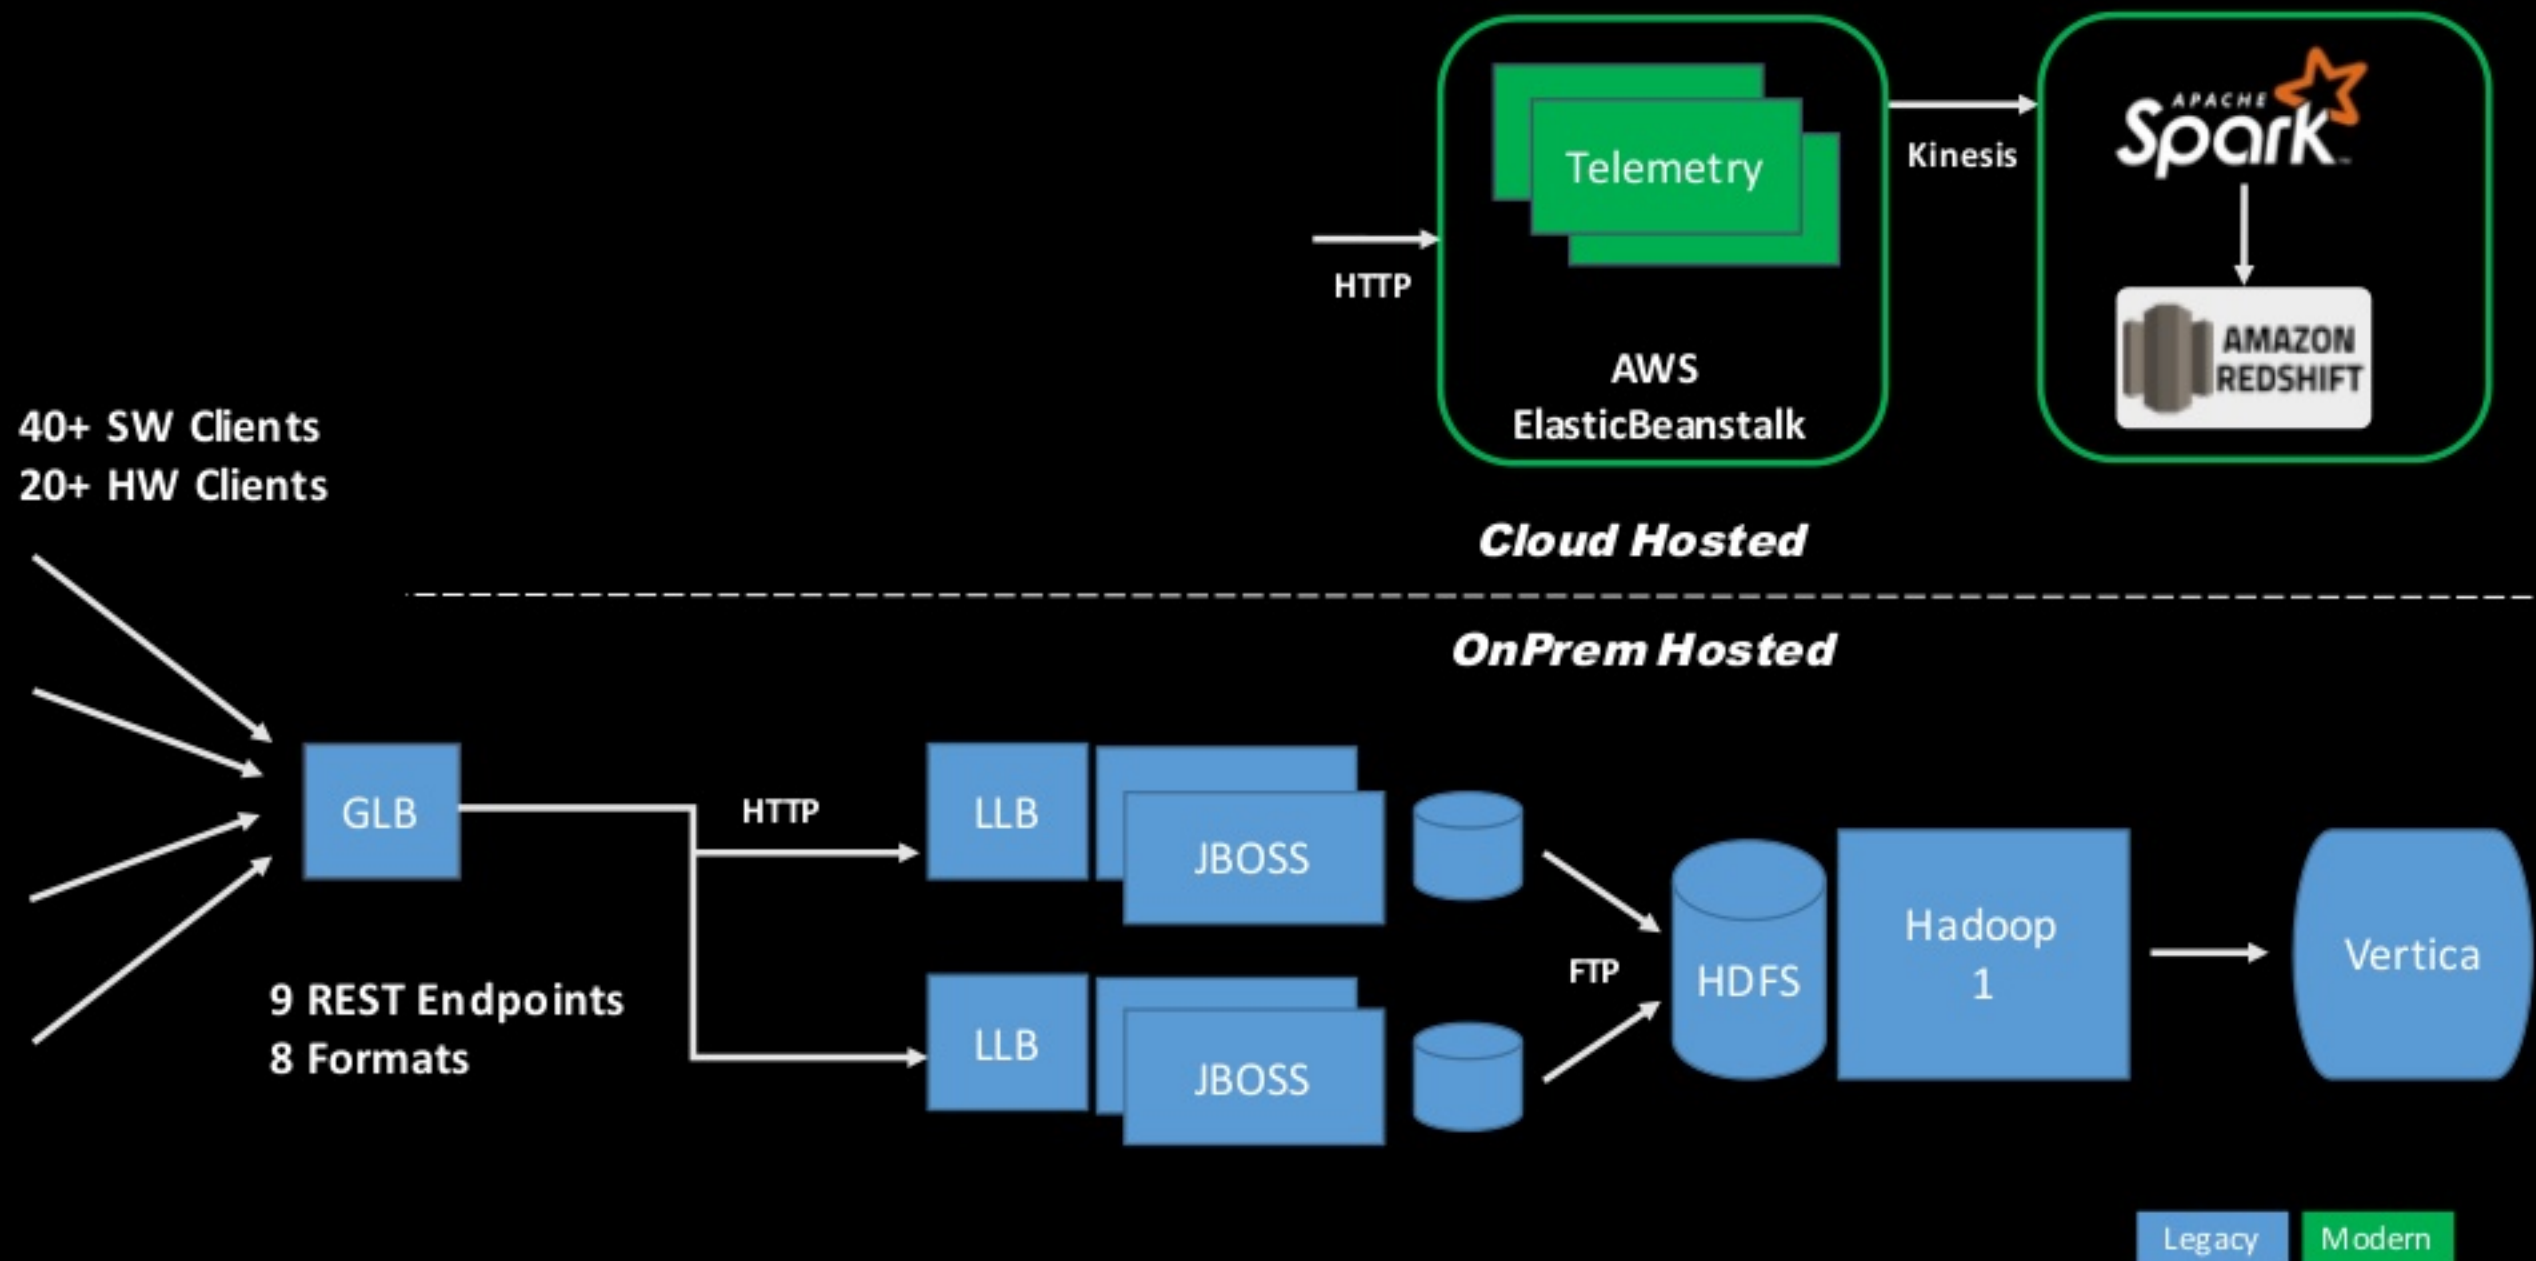 APACHE
Spark
Telemetry
Kinesis
HTTP
AMAZON
REDSHIFT
AWS
ElasticBeanstalk
40+ SW Clients
20+ HW Clients
Cloud Hosted
OnPrem Hosted
GLB
HTTP
LLB
JBOSS
Hadoop
1
HDFS
Vertica
FTP
9 REST Endpoints
8 Formats
LLB
JBOSS
Legacy
Modern